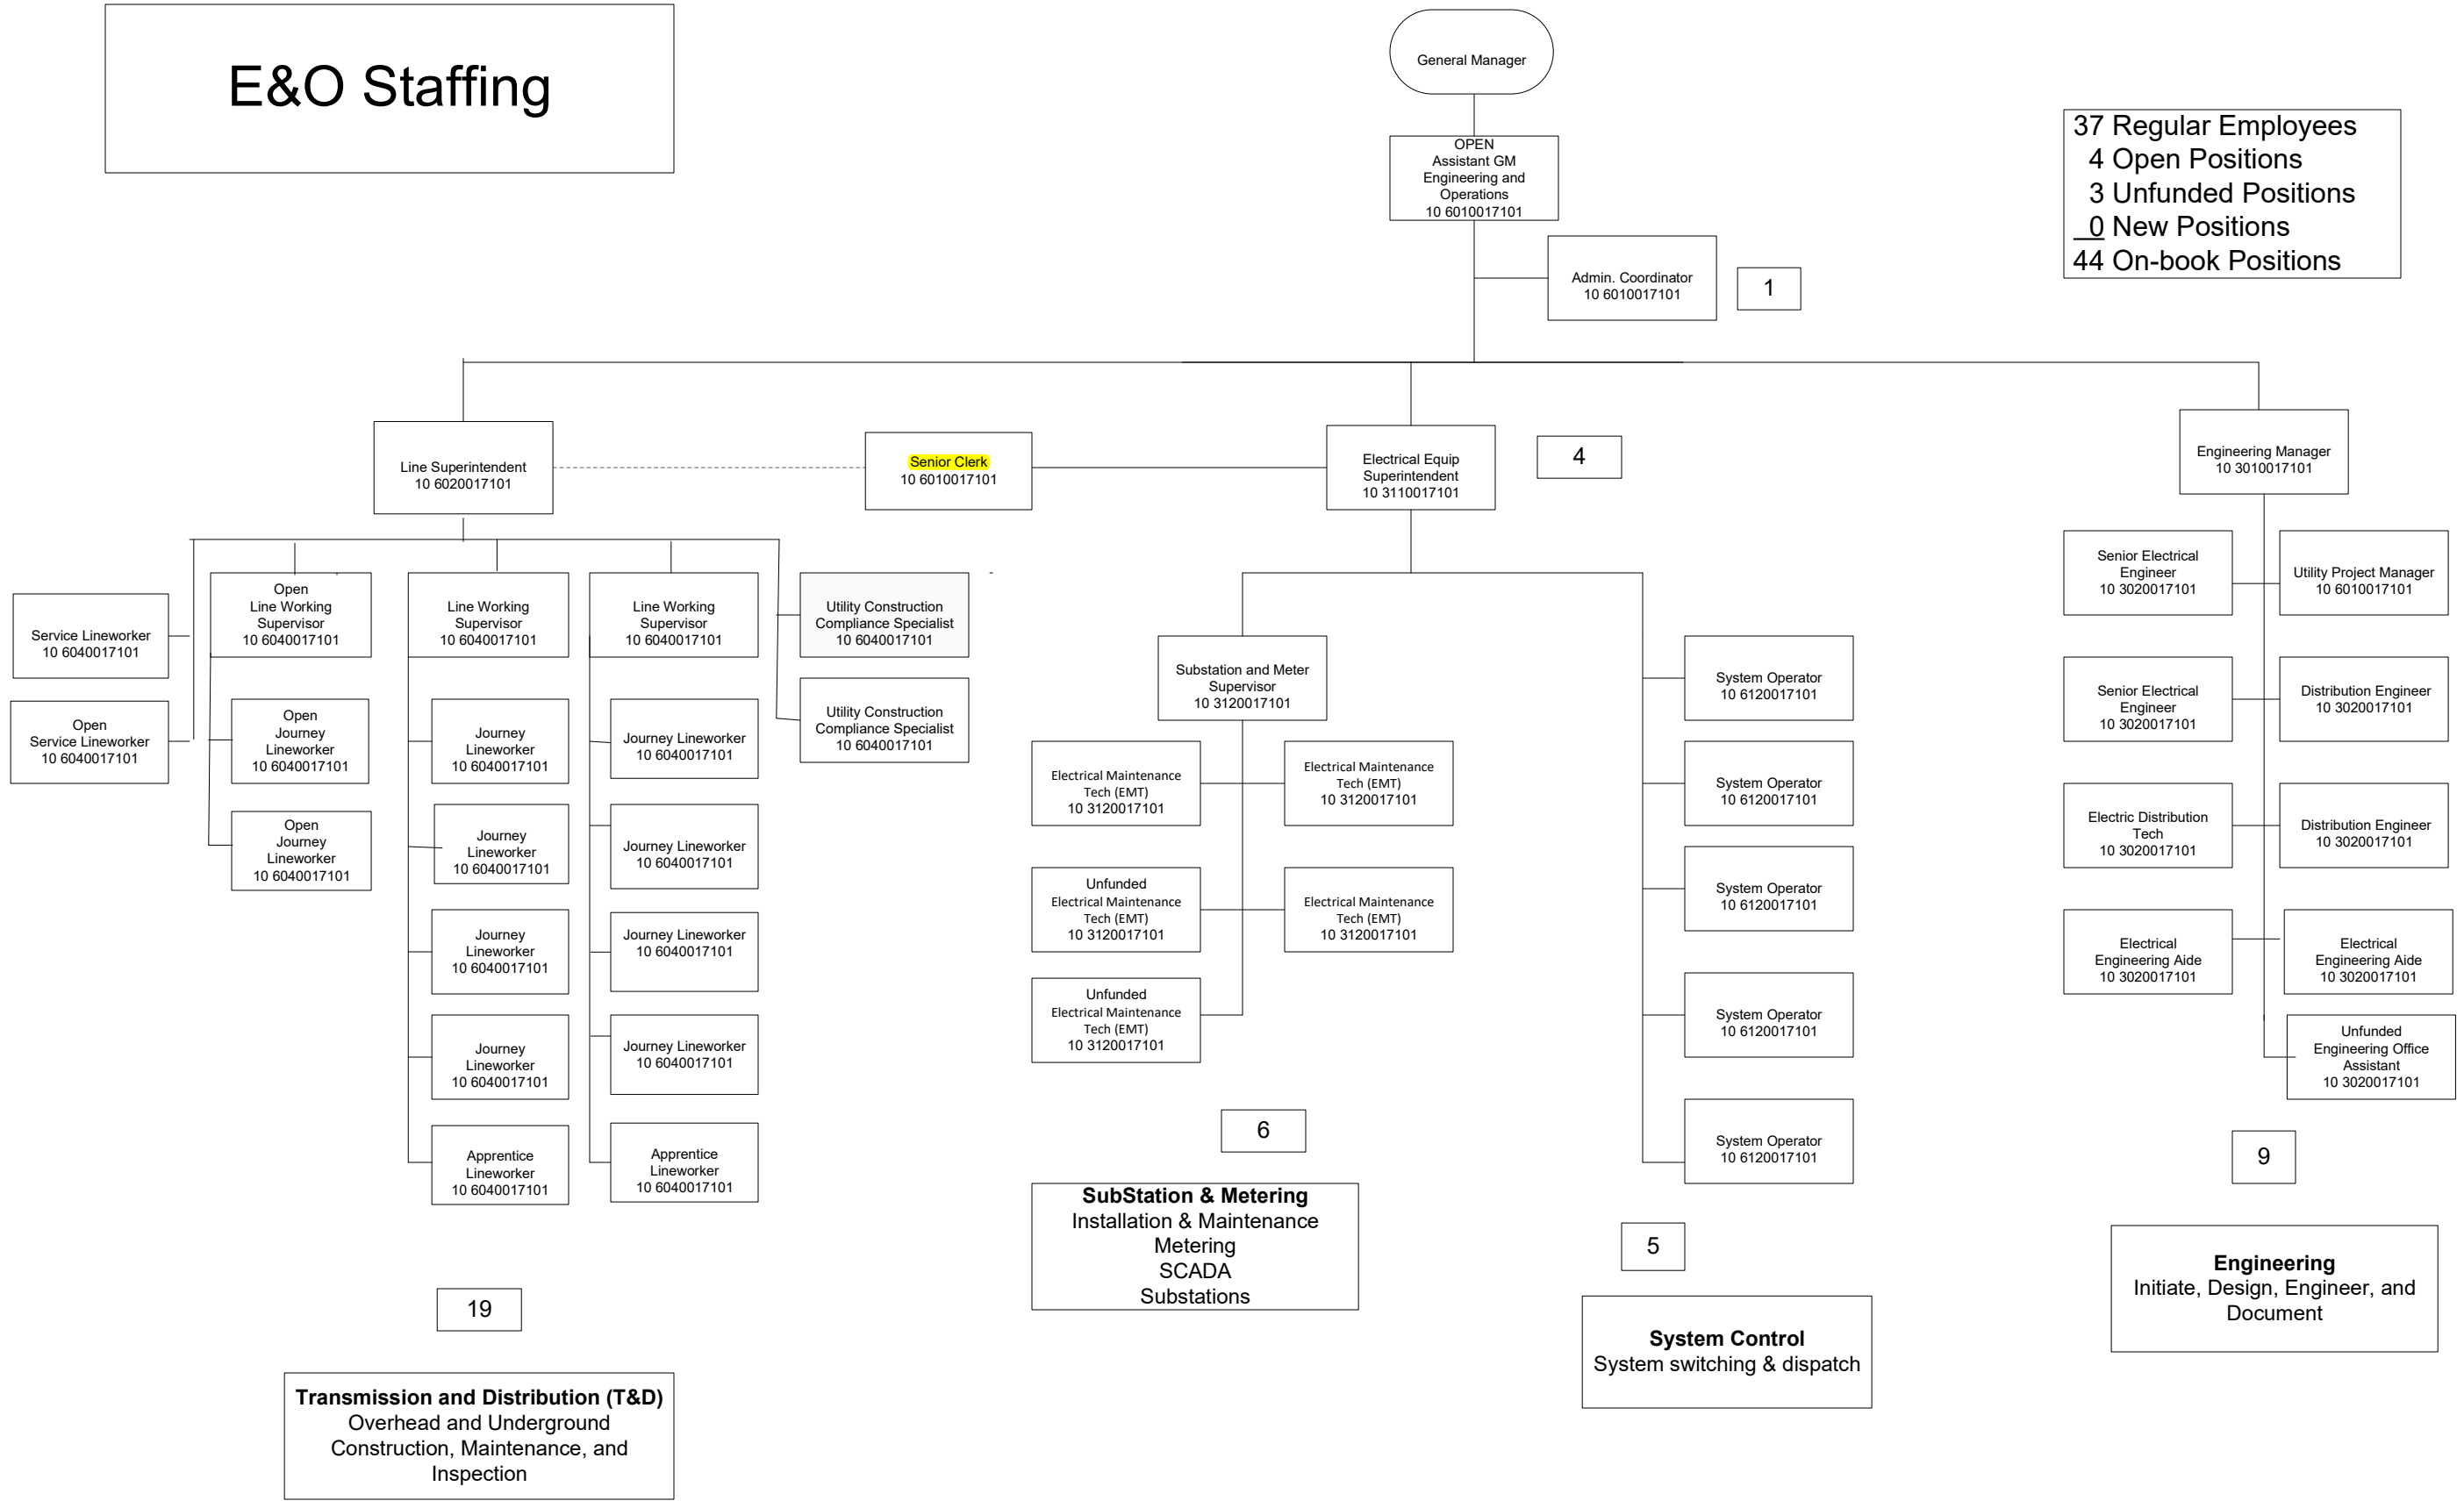 E&O Staffing
General Manager
OPEN
Assistant GM
Engineering and
Operations
10 6010017101
37 Regular Employees
4 Open Positions
3 Unfunded Positions
0 New Positions
44 On-book Positions
Admin. Coordinator
10 6010017101
1
Line Superintendent
10 6020017101
Senior Clerk
10 6010017101
Electrical Equip
Superintendent
10 3110017101
4
Engineering Manager
10 3010017101
Service Lineworker
10 6040017101
Open
Service Lineworker
10 6040017101
Open
Line Working
Supervisor
10 6040017101
Open
Journey
Lineworker
10 6040017101
Open
Journey
Lineworker
10 6040017101
Line Working
Supervisor
10 6040017101
Journey
Lineworker
10 6040017101
Journey
Lineworker
10 6040017101
Journey
Lineworker
10 6040017101
Journey
Lineworker
10 6040017101
Apprentice
Lineworker
10 6040017101
Line Working
Supervisor
10 6040017101
Journey Lineworker
10 6040017101
Journey Lineworker
10 6040017101
Journey Lineworker
10 6040017101
Journey Lineworker
10 6040017101
Apprentice
Lineworker
10 6040017101
Utility Construction
Compliance Specialist
10 6040017101
Utility Construction
Compliance Specialist
10 6040017101
19
Transmission and Distribution (T&D)
Overhead and Underground
Construction, Maintenance, and
Inspection
Substation and Meter
Supervisor
10 3120017101
Electrical Maintenance
Tech (EMT)
10 3120017101
Electrical Maintenance
Tech (EMT)
10 3120017101
Unfunded
Electrical Maintenance
Tech (EMT)
10 3120017101
Electrical Maintenance
Tech (EMT)
10 3120017101
Unfunded
Electrical Maintenance
Tech (EMT)
10 3120017101
6
SubStation & Metering
Installation & Maintenance
Metering
SCADA
Substations
System Operator
10 6120017101
System Operator
10 6120017101
System Operator
10 6120017101
System Operator
10 6120017101
System Operator
10 6120017101
5
System Control
System switching & dispatch
Senior Electrical
Engineer
10 3020017101
Utility Project Manager
10 6010017101
Senior Electrical
Engineer
10 3020017101
Distribution Engineer
10 3020017101
Electric Distribution
Tech
10 3020017101
Distribution Engineer
10 3020017101
Electrical
Engineering Aide
10 3020017101
Electrical
Engineering Aide
10 3020017101
Unfunded
Engineering Office
Assistant
10 3020017101
9
Engineering
Initiate, Design, Engineer, and
Document